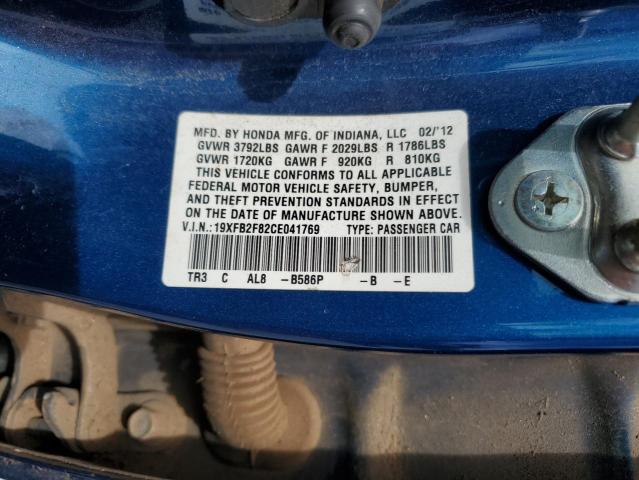 MFD. BY HONDA MFG. OF INDIANA, LLC 02/'12
GVWR 3792LBS GAWR F 2029LBS R 1786LBS
GVWR 1720KG GAWR F 920KG R 810KG
THIS VEHICLE CONFORMS TO ALL APPLICABLE
FEDERAL MOTOR VEHICLE SAFETY, BUMPER,
AND THEFT PREVENTION STANDARDS IN EFFECT
ON THE DATE OF MANUFACTURE SHOWN ABOVE.
V.I.N.:19XFB2F82CE041769 TYPE: PASSENGER CAR
TR3 C AL8 -B586P -B -E